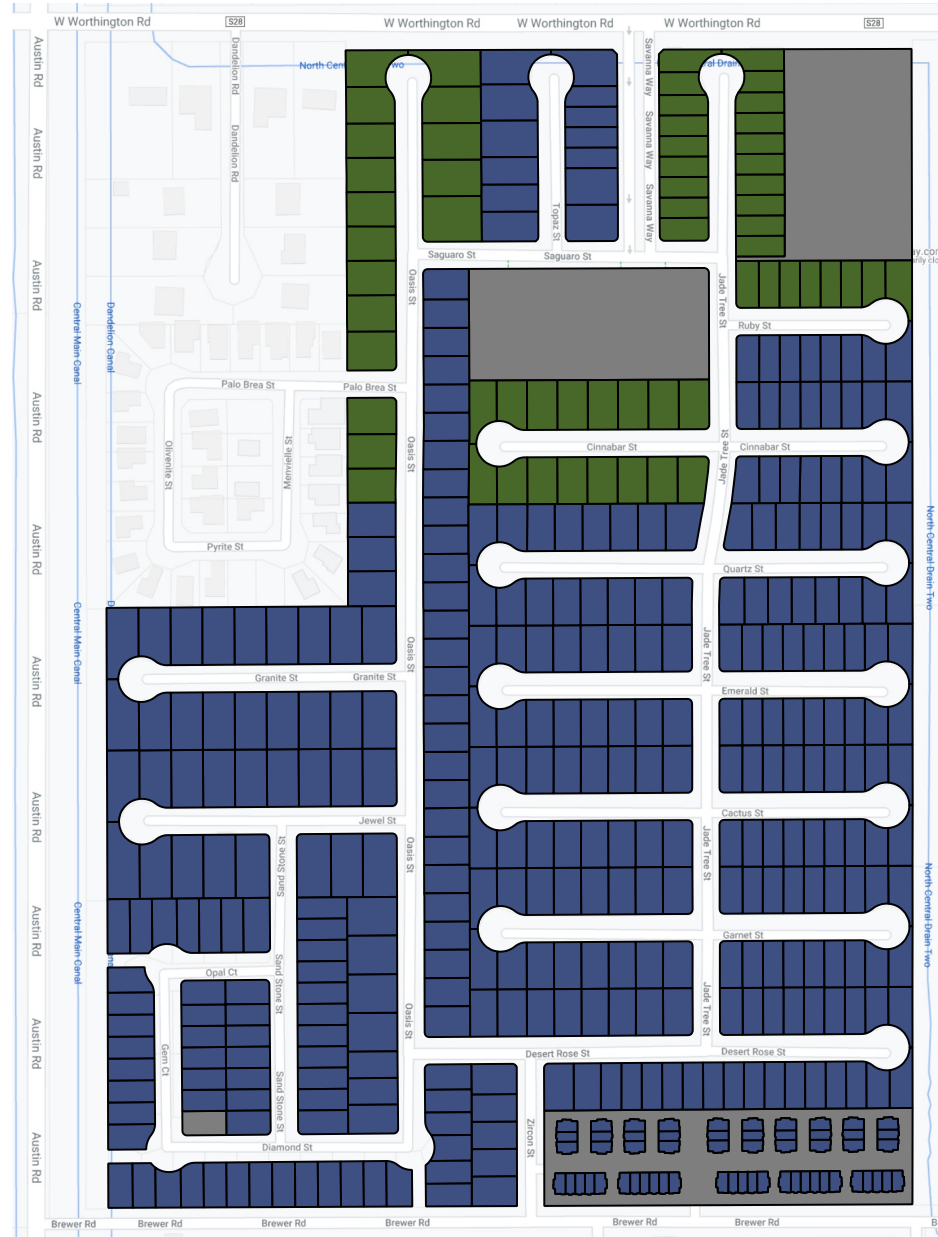 W Worthington Rd
S28
W Worthington Rd
W Worthington Rd
W Worthington Rd
S28
Austin Rd
Dandelion Rd
North Cen
wo
ral Drain
Savanna Way
Austin Rd
Dandelion Rd
Savanna Way
Savanna Way
Topaz St
Saguaro St
Saguaro St
ay.con
arily clo
Austin Rd
Oasis St
Jade Tree St
Central Main Canal
Dandelion Canal
Ruby St
Palo Brea St
Palo Brea St
Austin Rd
Olivenite St
Oasis St
Cinnabar St
Jade Tree St
Cinnabar St
Austin Rd
Pyrite St
Quartz St
North Central Drain Two
Central Main Canal
D
Austin Rd
Oasis St
Jade Tree St
Granite St
Granite St
Emerald St
Austin Rd
Jewel St
Sand Stone St
Oasis St
Cactus St
Jade Tree St
Austin Rd
Central Main Canal
Garnet St
North Central Drain Two
Opal Ct
Sand Stone St
Oasis St
Jade Tree St
Austin Rd
Gem Ct
Desert Rose St
Desert Rose St
Sand Stone St
Austin Rd
Diamond St
Zircon St
Brewer Rd
Brewer Rd
Brewer Rd
Brewer Rd
Brewer Rd
Brewer Rd
B